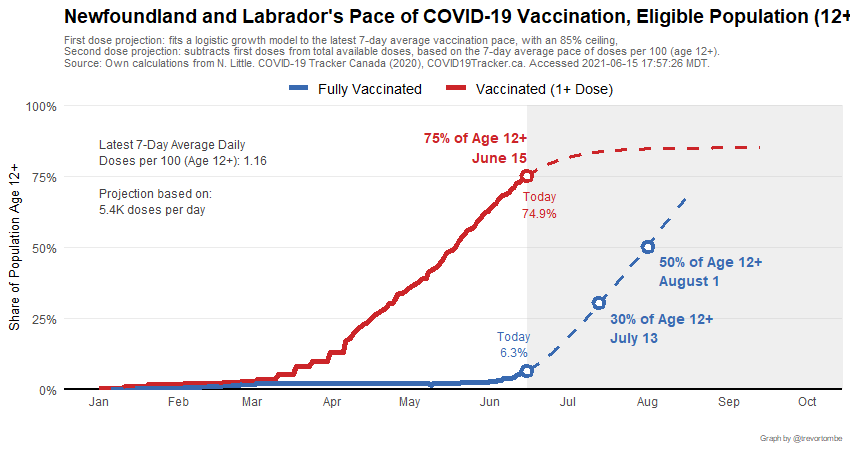 Newfoundland and Labrador's Pace of COVID-19 Vaccination, Eligible Population (12+
First dose projection: fits a logistic growth model to the latest 7-day average vaccination pace, with an 85% ceiling,
Second dose projection: subtracts first doses from total available doses, based on the 7-day average pace of doses per 100 (age 12+).
Source: Own calculations from N. Little. COVID-19 Tracker Canada (2020), COVID19Tracker.ca. Accessed 2021-06-15 17:57:26 MDT.
Fully Vaccinated
Vaccinated (1+ Dose)
Share of Population Age 12+
100%
75%
50%
25%
0%
Latest 7-Day Average Daily
Doses per 100 (Age 12+): 1.16
Projection based on:
5.4K doses per day
75% of Age 12+
June 15
Today
74.9%
50% of Age 12+
August 1
30% of Age 12+
July 13
Today
6.3%
Jan
Feb
Mar
Apr
May
Jun
Jul
Aug
Sep
Oct
Graph by @trevortombe